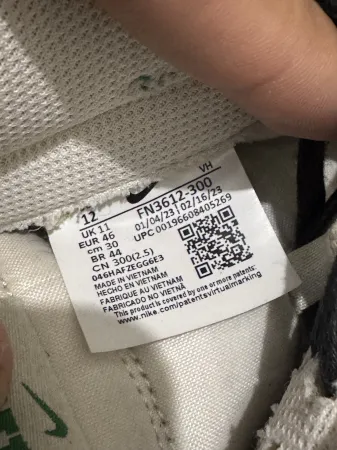 12 FN3612-300 VH
UK 11 01/04/23 02/16/23
EUR 46 UPC 00196608405269
cm 30
BR 44
CN 300(2.5)
046HAFZEGG6E3
MADE IN VIETNAM
HECHO EN VIETNAM
FABRIQUE AU VIETNAM
FABRICADO NO VIETNÃ
This product is covered by one or more patents:
www.nike.com/patentsvirtualmarking